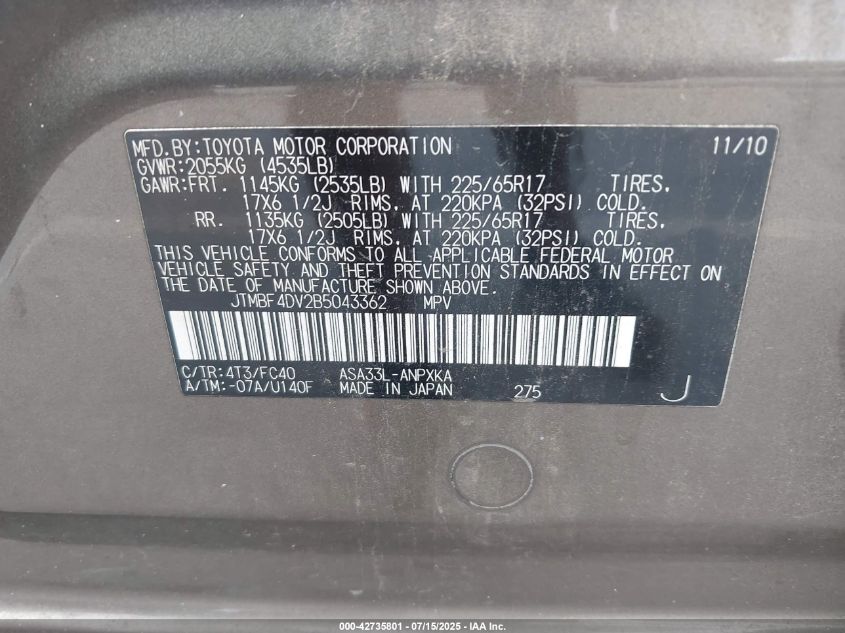 MFD.BY:TOYOTA MOTOR CORPORATION 11/10
GVWR:2055KG (4535LB)
GAWR:FRT. 1145KG (2535LB) WITH 225/65R17 TIRES,
17X6 1/2J RIMS, AT 220KPA (32PSI) COLD.
RR. 1135KG (2505LB) WITH 225/65R17 TIRES,
17X6 1/2J RIMS, AT 220KPA (32PSI) COLD.
THIS VEHICLE CONFORMS TO ALL APPLICABLE FEDERAL MOTOR
VEHICLE SAFETY AND THEFT PREVENTION STANDARDS IN EFFECT ON
THE DATE OF MANUFACTURE SHOWN ABOVE.
JTMBF4DV2B5043362 MPV
C/TR:4T3/FC40 ASA33L-ANPXKA
A/TM:-07A/U140F MADE IN JAPAN 275 J
000-42735801 - 07/15/2025 - IAA Inc.